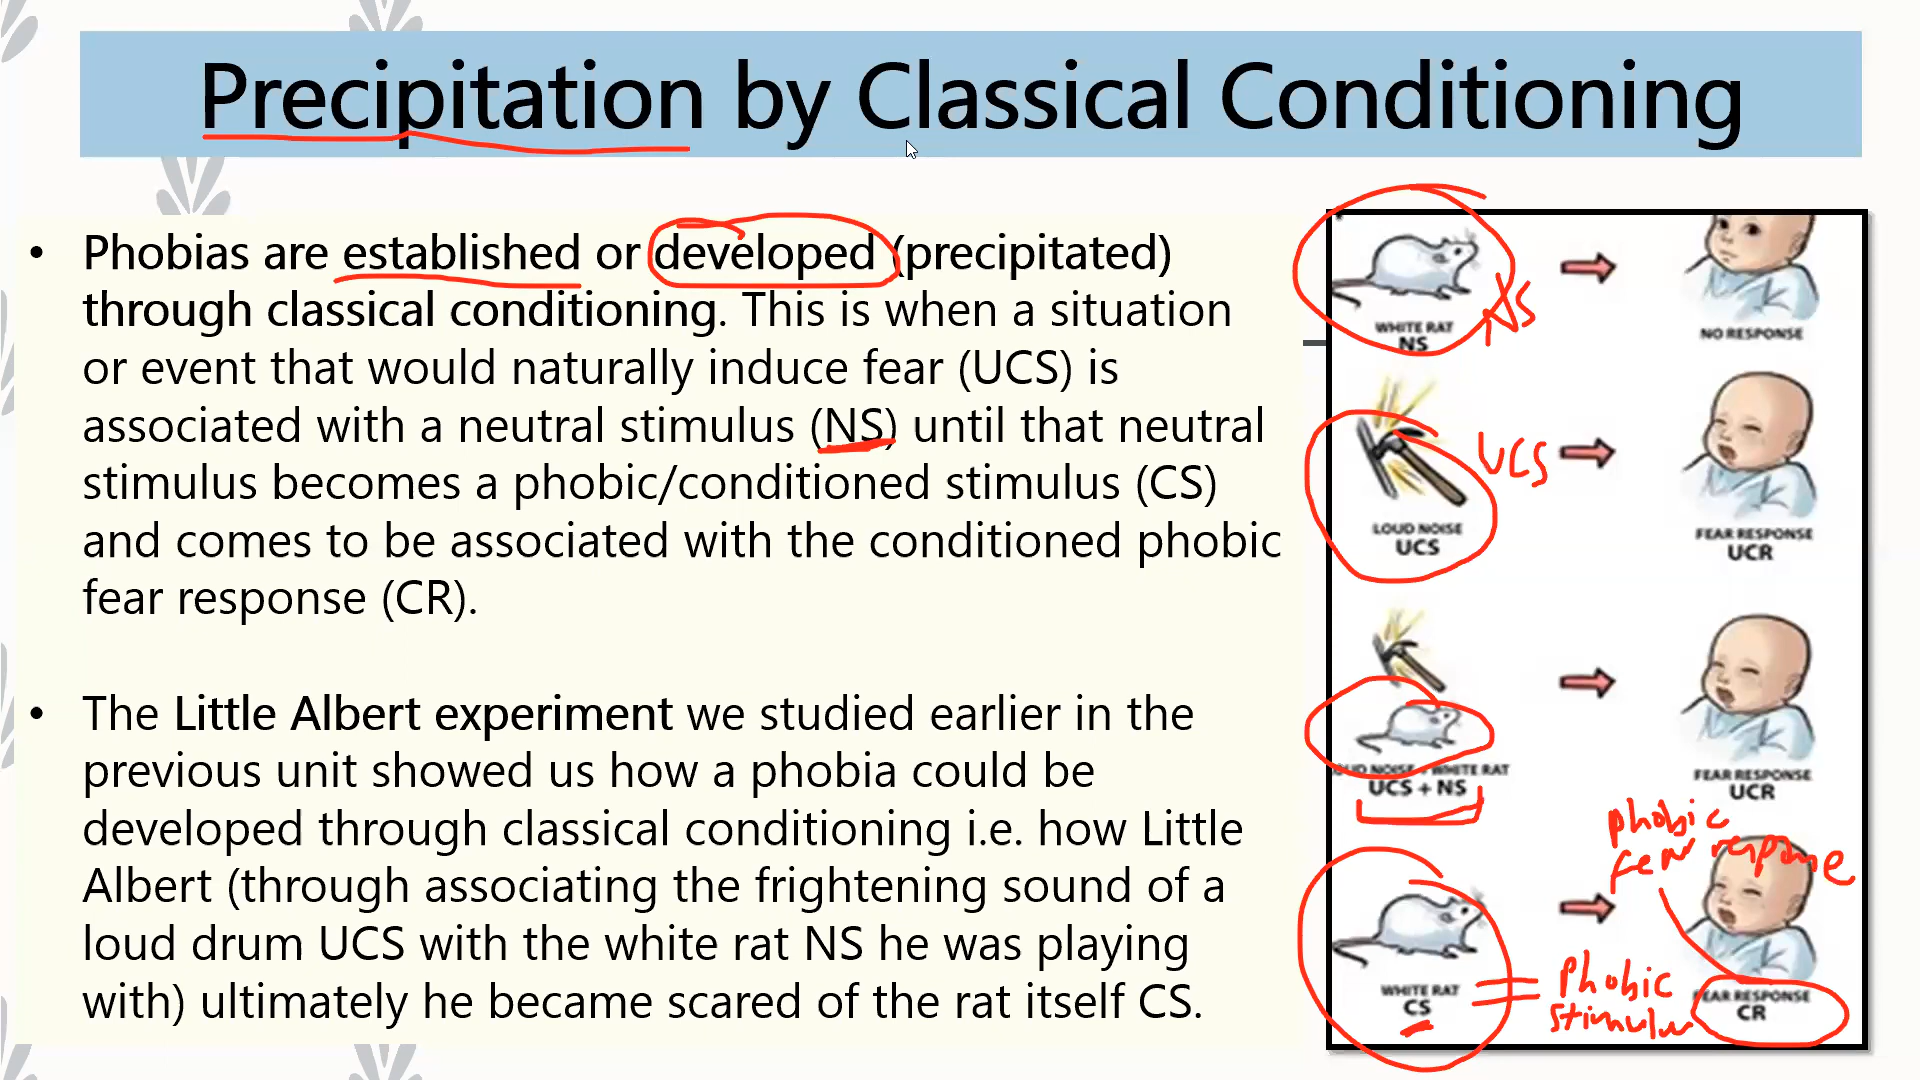 Precipitation by Classical Conditioning
• Phobias are established or developed (precipitated)
through classical conditioning. This is when a situation
or event that would naturally induce fear (UCS) is
associated with a neutral stimulus (NS) until that neutral
stimulus becomes a phobic/conditioned stimulus (CS)
and comes to be associated with the conditioned phobic
fear response (CR).
• The Little Albert experiment we studied earlier in the
previous unit showed us how a phobia could be
developed through classical conditioning i.e. how Little
Albert (through associating the frightening sound of a
loud drum UCS with the white rat NS he was playing
with) ultimately he became scared of the rat itself CS.
WHITE RAT
NS
NS
NO RESPONSE
LOUD NOISE
UCS
UCS
FEAR RESPONSE
UCR
LOUD NOISE + WHITE RAT
UCS + NS
FEAR RESPONSE
UCR
phobic
fear response
WHITE RAT
CS
= Phobic
stimulus
FEAR RESPONSE
CR